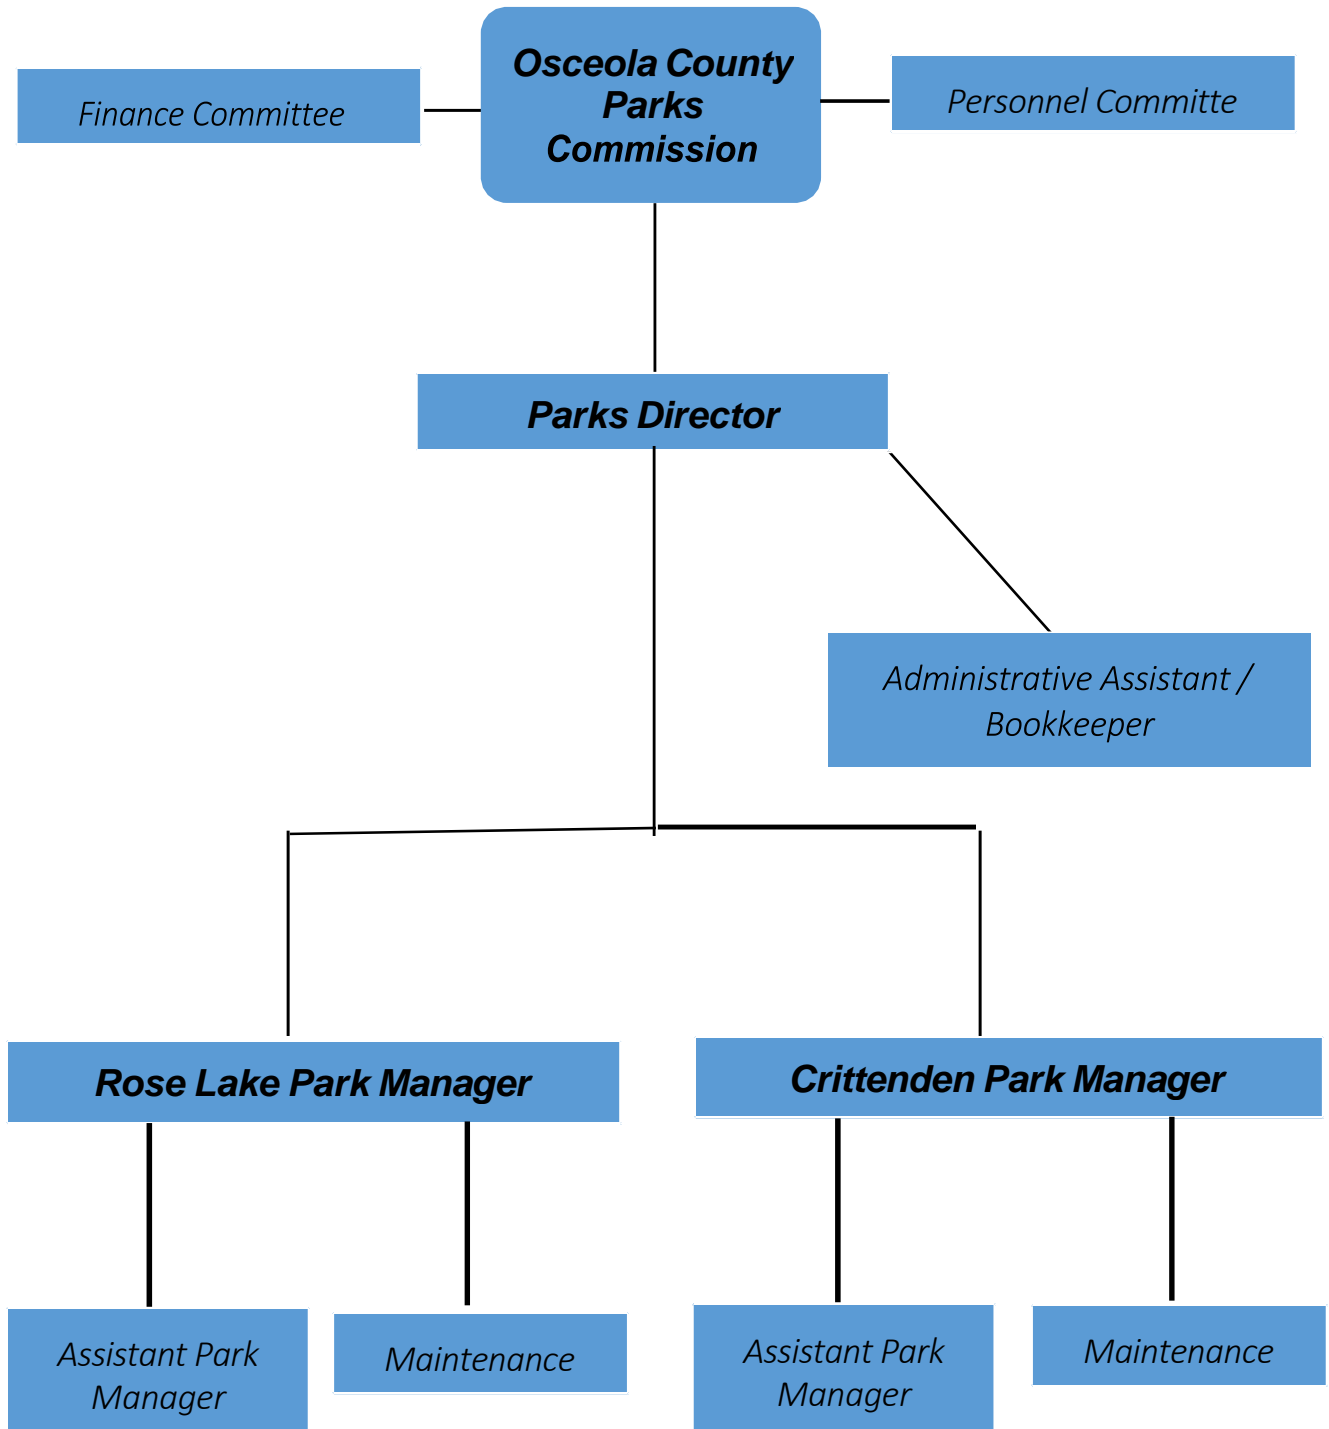 Osceola County
Parks
Commission
Finance Committee
Personnel Committe
Parks Director
Administrative Assistant /
Bookkeeper
Rose Lake Park Manager
Crittenden Park Manager
Assistant Park
Manager
Maintenance
Assistant Park
Manager
Maintenance